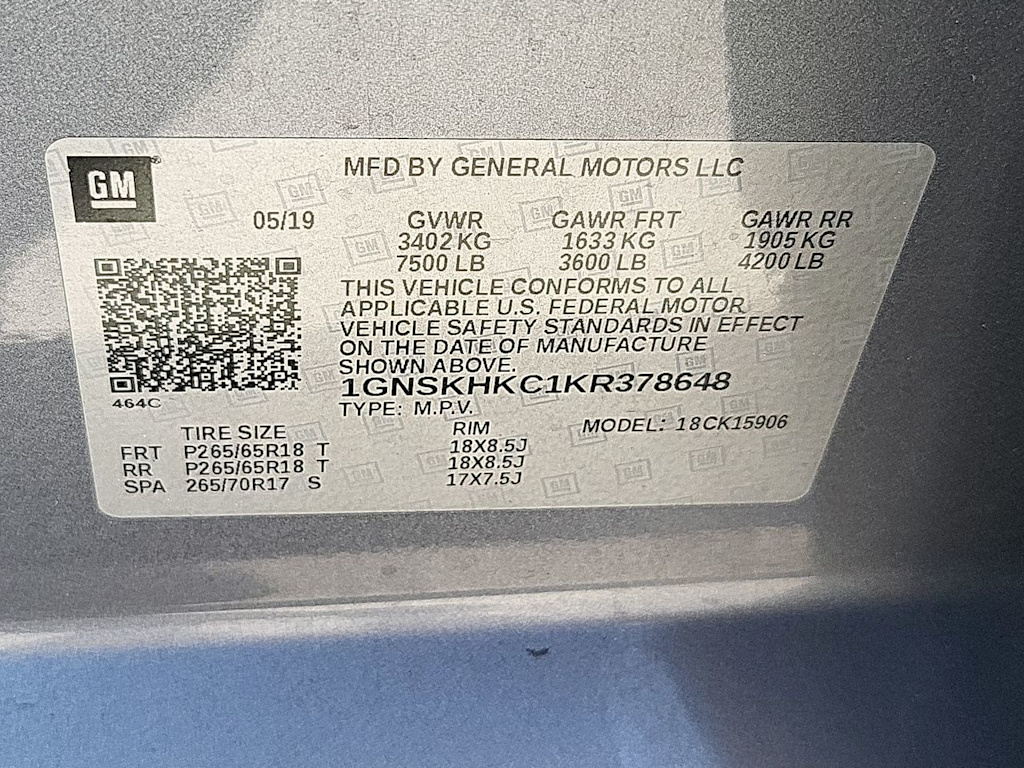 GM
MFD BY GENERAL MOTORS LLC
05/19 GVWR GAWR FRT GAWR RR
3402 KG 1633 KG 1905 KG
7500 LB 3600 LB 4200 LB
THIS VEHICLE CONFORMS TO ALL
APPLICABLE U.S. FEDERAL MOTOR
VEHICLE SAFETY STANDARDS IN EFFECT
ON THE DATE OF MANUFACTURE
SHOWN ABOVE.
1GNSKHKC1KR378648
464C
TYPE: M.P.V.
MODEL: 18CK15906
TIRE SIZE RIM
FRT P265/65R18 T 18X8.5J
RR P265/65R18 T 18X8.5J
SPA 265/70R17 S 17X7.5J